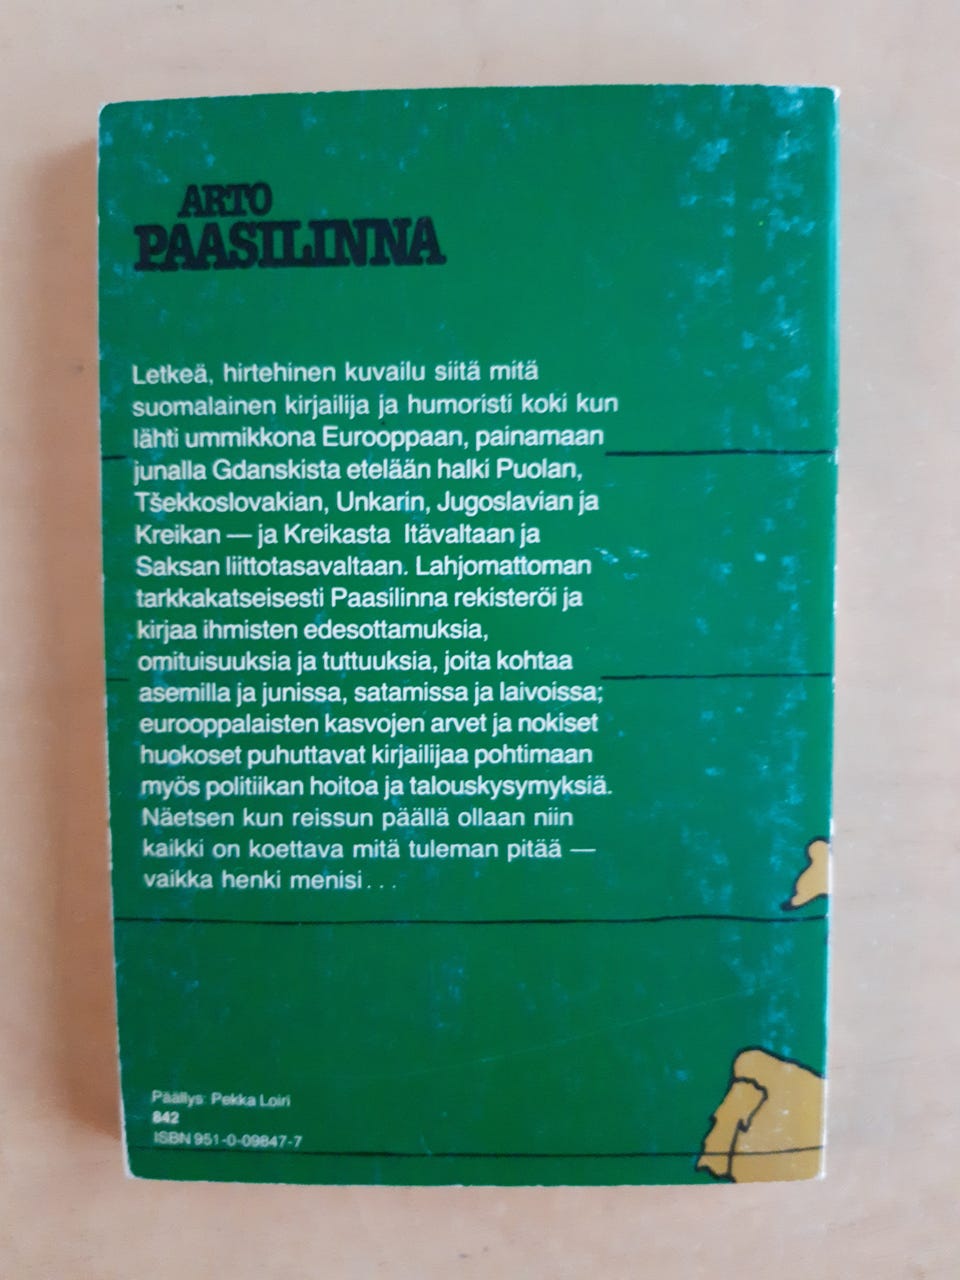 ARTO
PAASILINNA
Letkeä, hirtehinen kuvailu siitä mitä
suomalainen kirjailija ja humoristi koki kun
lähti ummikkona Eurooppaan, painamaan
junalla Gdanskista etelään halki Puolan,
Tšekkoslovakian, Unkarin, Jugoslavian ja
Kreikan — ja Kreikasta Itävaltaan ja
Saksan liittotasavaltaan. Lahjomattoman
tarkkakatseisesti Paasilinna rekisteröi ja
kirjaa ihmisten edesottamuksia,
omituisuuksia ja tuttuuksia, joita kohtaa
asemilla ja junissa, satamissa ja laivoissa;
eurooppalaisten kasvojen arvet ja nokiset
huokoset puhuttavat kirjailijaa pohtimaan
myös politiikan hoitoa ja talouskysymyksiä.
Näetsen kun reissun päällä ollaan niin
kaikki on koettava mitä tuleman pitää —
vaikka henki menisi...
Päällys: Pekka Loiri
842
ISBN 951-0-09847-7